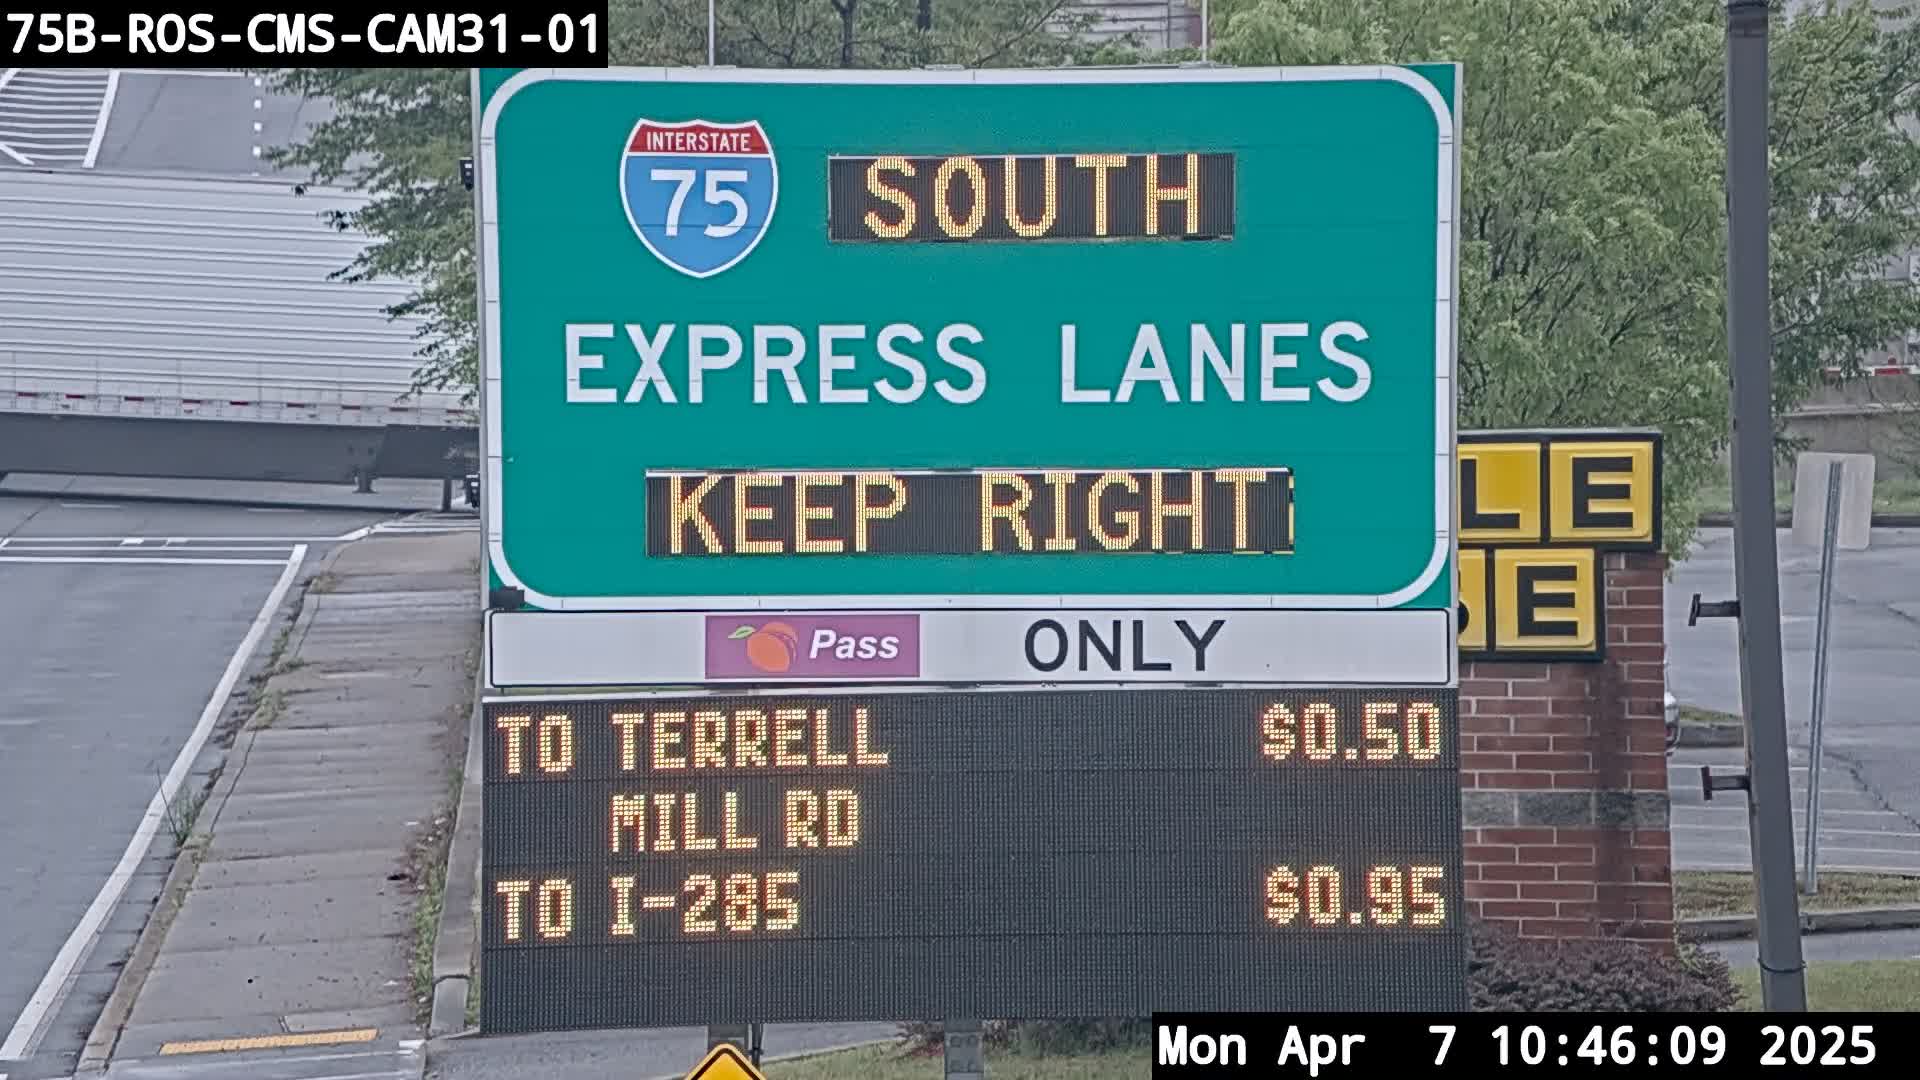 75B-ROS-CMS-CAM31-01
INTERSTATE
75
SOUTH
EXPRESS LANES
KEEP RIGHT
Pass ONLY
TO TERRELL $0.50
MILL RD
TO I-285 $0.95
LE
E
Mon Apr 7 10:46:09 2025